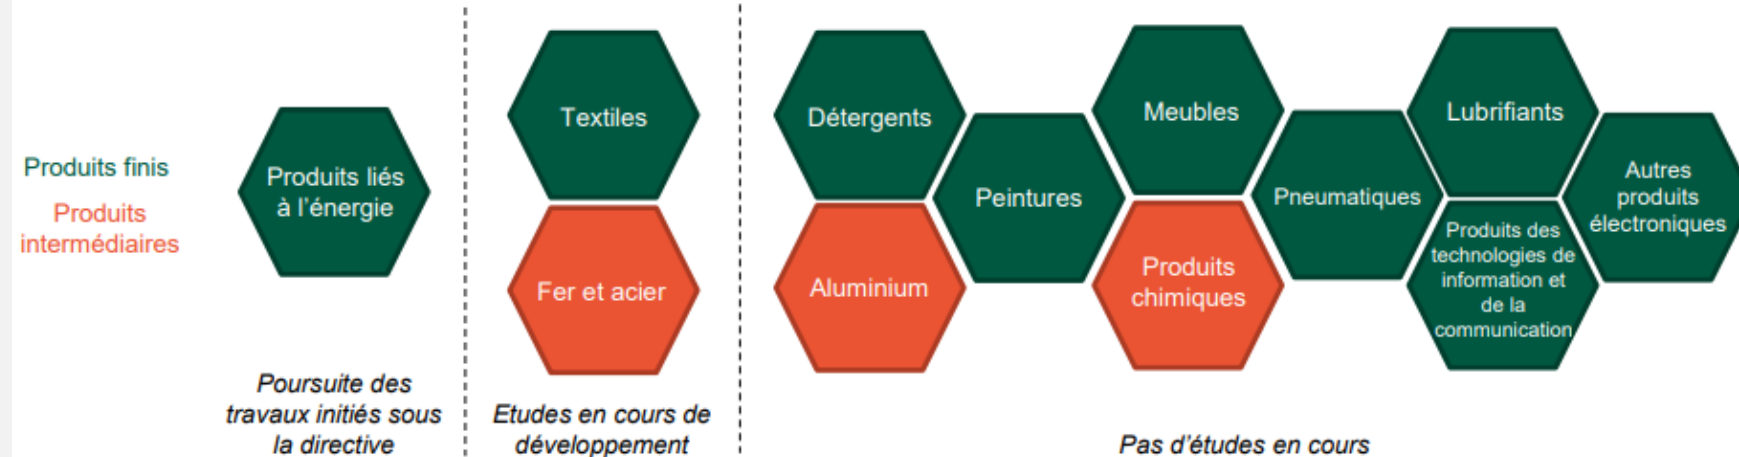 Produits finis
Produits
intermédiaires
Produits liés
à l'énergie
Poursuite des
travaux initiés sous
la directive
Textiles
Fer et acier
Etudes en cours de
développement
Détergents
Aluminium
Peintures
Meubles
Produits
chimiques
Pneumatiques
Lubrifiants
Produits des
technologies de
information et
de la
communication
Autres
produits
électroniques
Pas d'études en cours